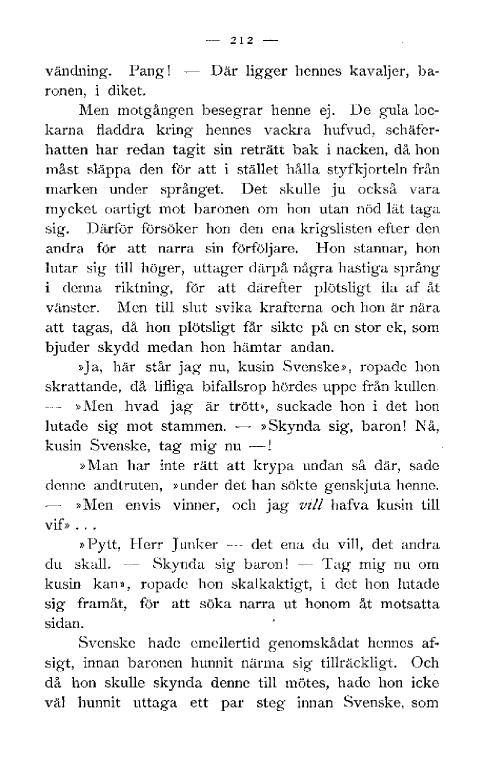 — 212 —
vändning. Pang! — Där ligger hennes kavaljer, ba-
ronen, i diket.
Men motgången besegrar henne ej. De gula loc-
karna fladdra kring hennes vackra hufvud, schäfer-
hatten har redan tagit sin reträtt bak i nacken, då hon
måst släppa den för att i stället hålla styfkjorteln från
marken under språnget. Det skulle ju också vara
mycket oartigt mot baronen om hon utan nöd lät taga
sig. Därför försöker hon den ena krigslisten efter den
andra för att narra sin förföljare. Hon stannar, hon
lutar sig till höger, uttager därpå några hastiga språng
i denna riktning, för att därefter plötsligt ila af åt
vänster. Men till slut svika krafterna och hon är nära
att tagas, då hon plötsligt får sikte på en stor ek, som
bjuder skydd medan hon hämtar andan.
»Ja, här står jag nu, kusin Svenske», ropade hon
skrattande, då lifliga bifallsrop hördes uppe från kullen.
— »Men hvad jag är trött», suckade hon i det hon
lutade sig mot stammen. — »Skynda sig, baron! Nå,
kusin Svenske, tag mig nu —!
»Man har inte rätt att krypa undan så där, sade
denne andtruten, »under det han sökte genskjuta henne.
— »Men envis vinner, och jag vill hafva kusin till
vif» . . .
»Pytt, Herr Junker — det ena du vill, det andra
du skall. — Skynda sig baron! — Tag mig nu om
kusin kan», ropade hon skalkaktigt, i det hon lutade
sig framåt, för att söka narra ut honom åt motsatta
sidan.
Svenske hade emellertid genomskådat hennes af-
sigt, innan baronen hunnit närma sig tillräckligt. Och
då hon skulle skynda denne till mötes, hade hon icke
väl hunnit uttaga ett par steg innan Svenske, som